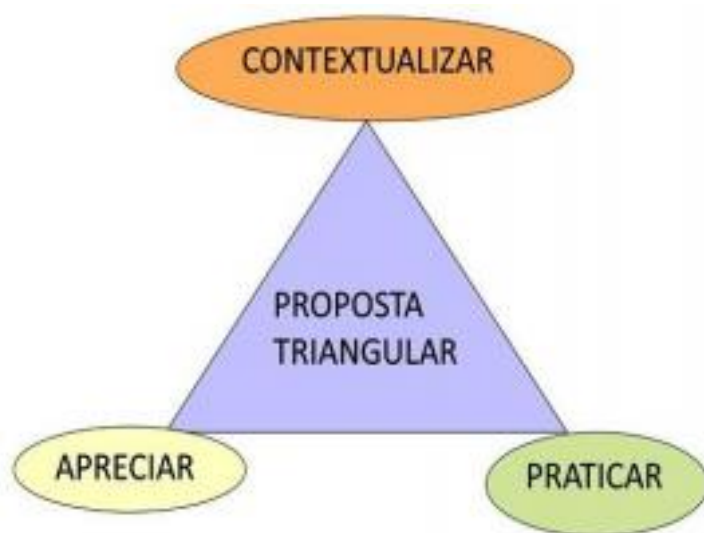 CONTEXTUALIZAR
PROPOSTA
TRIANGULAR
APRECIAR
PRATICAR